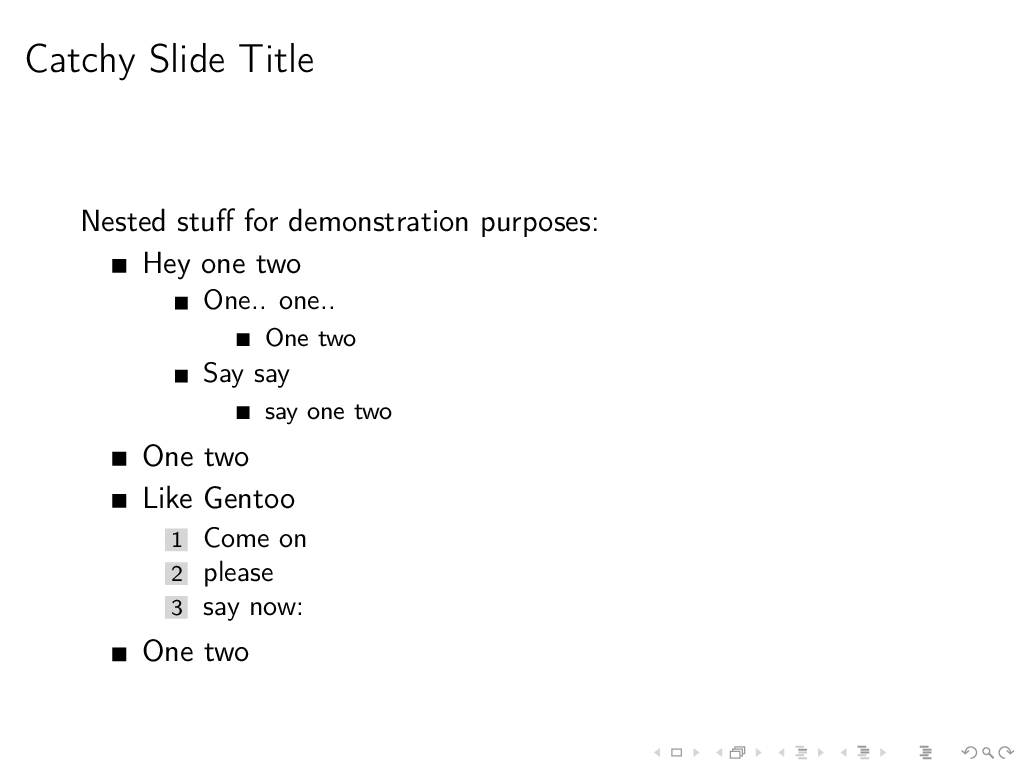 Catchy Slide Title
Nested stuff for demonstration purposes:
Hey one two
One.. one..
One two
Say say
say one two
One two
Like Gentoo
1 Come on
2 please
3 say now:
One two